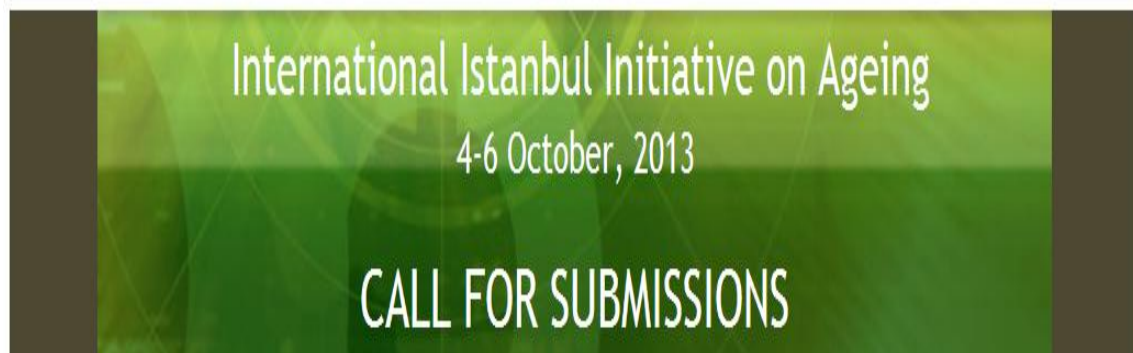 International Istanbul Initiative on Ageing
4-6 October, 2013
CALL FOR SUBMISSIONS